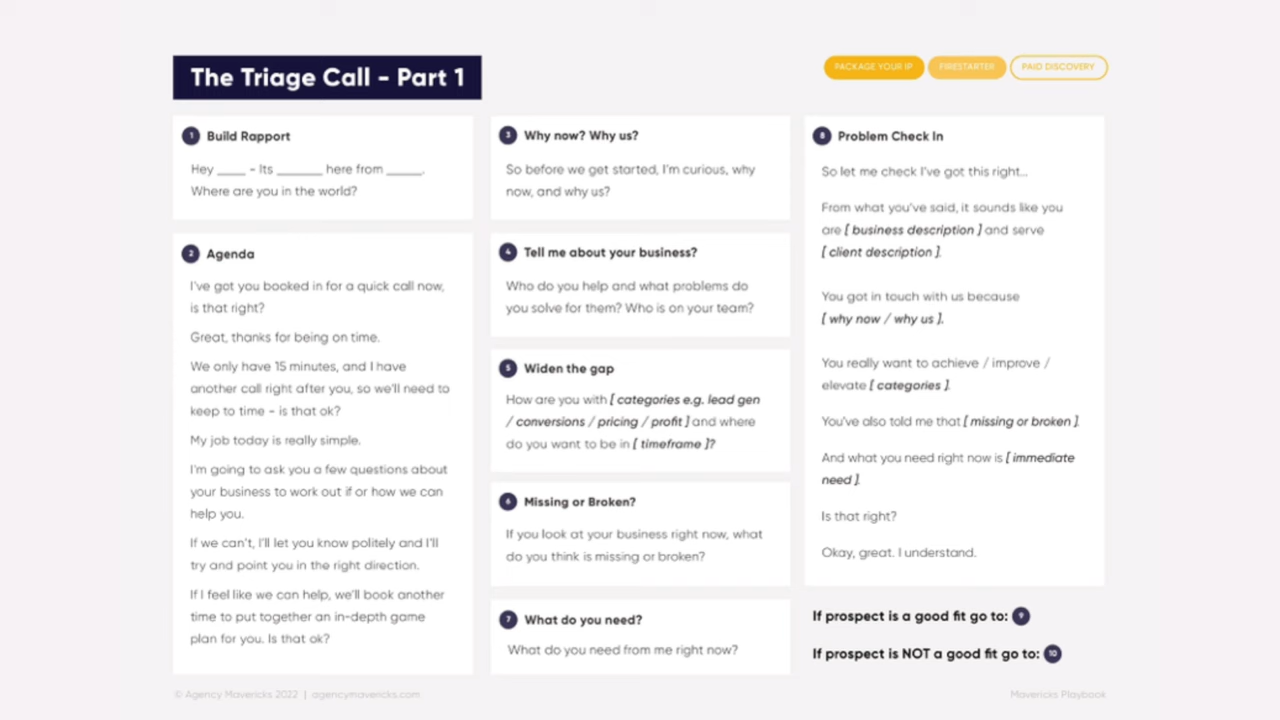 The Triage Call - Part 1
PACKAGE YOUR IP
FIRESTARTER
PAID DISCOVERY
1 Build Rapport
Hey ____ - Its ______ here from _____.
Where are you in the world?
2 Agenda
I've got you booked in for a quick call now,
is that right?
Great, thanks for being on time.
We only have 15 minutes, and I have
another call right after you, so we'll need to
keep to time - is that ok?
My job today is really simple.
I'm going to ask you a few questions about
your business to work out if or how we can
help you.
If we can't, I'll let you know politely and I'll
try and point you in the right direction.
If I feel like we can help, we'll book another
time to put together an in-depth game
plan for you. Is that ok?
3 Why now? Why us?
So before we get started, I'm curious, why
now, and why us?
4 Tell me about your business?
Who do you help and what problems do
you solve for them? Who is on your team?
5 Widen the gap
How are you with [ categories e.g. lead gen
/ conversions / pricing / profit ] and where
do you want to be in [ timeframe ]?
6 Missing or Broken?
If you look at your business right now, what
do you think is missing or broken?
7 What do you need?
What do you need from me right now?
8 Problem Check In
So let me check I've got this right...
From what you've said, it sounds like you
are [ business description ] and serve
[ client description ].
You got in touch with us because
[ why now / why us ].
You really want to achieve / improve /
elevate [ categories ].
You've also told me that [ missing or broken ].
And what you need right now is [ immediate
need ].
Is that right?
Okay, great. I understand.
If prospect is a good fit go to: 9
If prospect is NOT a good fit go to: 10
© Agency Mavericks 2022 | agencymavericks.com
Mavericks Playbook